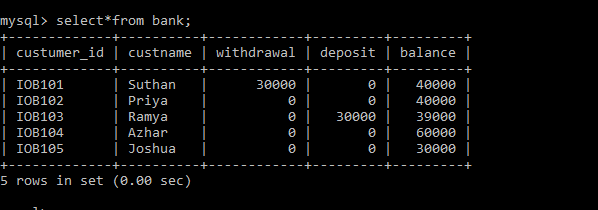 mysql> select*from bank;
+-------------+----------+------------+---------+---------+
| custumer_id | custname | withdrawal | deposit | balance |
+-------------+----------+------------+---------+---------+
| IOB101      | Suthan   |      30000 |       0 |   40000 |
| IOB102      | Priya    |          0 |       0 |   40000 |
| IOB103      | Ramya    |          0 |   30000 |   39000 |
| IOB104      | Azhar    |          0 |       0 |   60000 |
| IOB105      | Joshua   |          0 |       0 |   30000 |
+-------------+----------+------------+---------+---------+
5 rows in set (0.00 sec)